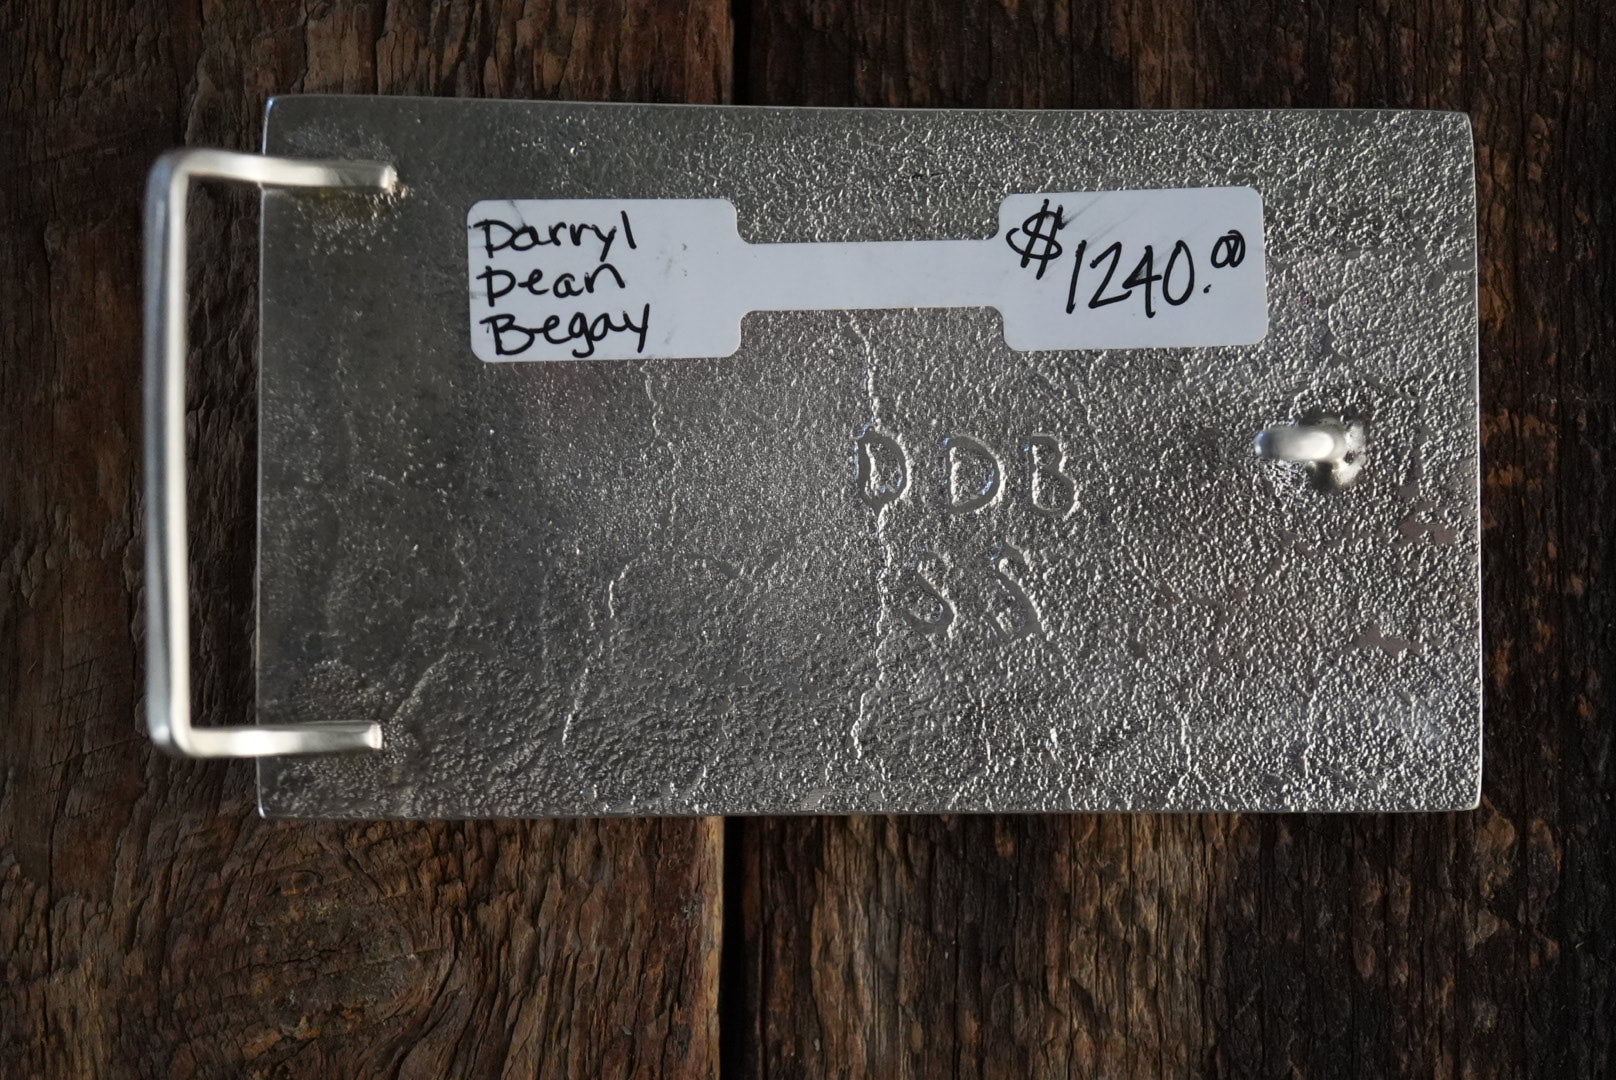 Darryl
Dean
Begay
$1240.00
DDB
SS